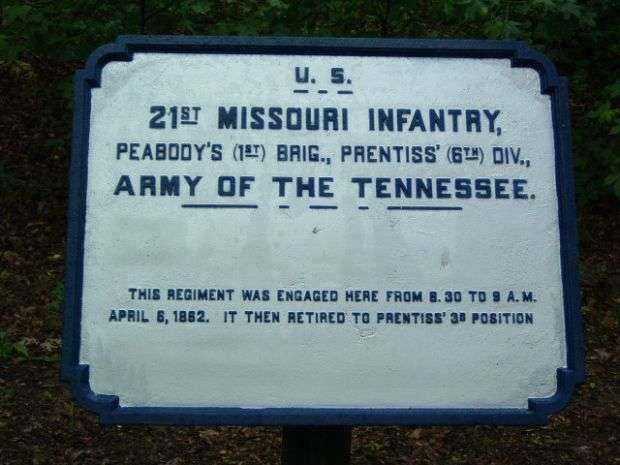 U. S.
21ST MISSOURI INFANTRY,
PEABODY'S (1ST) BRIG., PRENTISS' (6TH) DIV.,
ARMY OF THE TENNESSEE.
THIS REGIMENT WAS ENGAGED HERE FROM 8.30 TO 9 A.M.
APRIL 6, 1862. IT THEN RETIRED TO PRENTISS' 3D POSITION